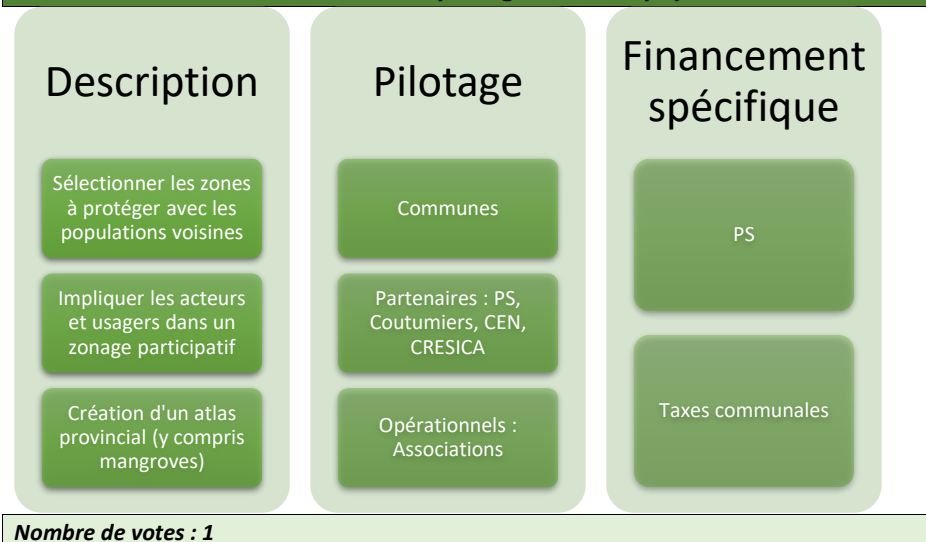 Description
Sélectionner les zones
à protéger avec les
populations voisines
Impliquer les acteurs
et usagers dans un
zonage participatif
Création d'un atlas
provincial (y compris
mangroves)
Pilotage
Communes
Partenaires : PS,
Coutumiers, CEN,
CRESICA
Opérationnels :
Associations
Financement
spécifique
PS
Taxes communales
Nombre de votes : 1